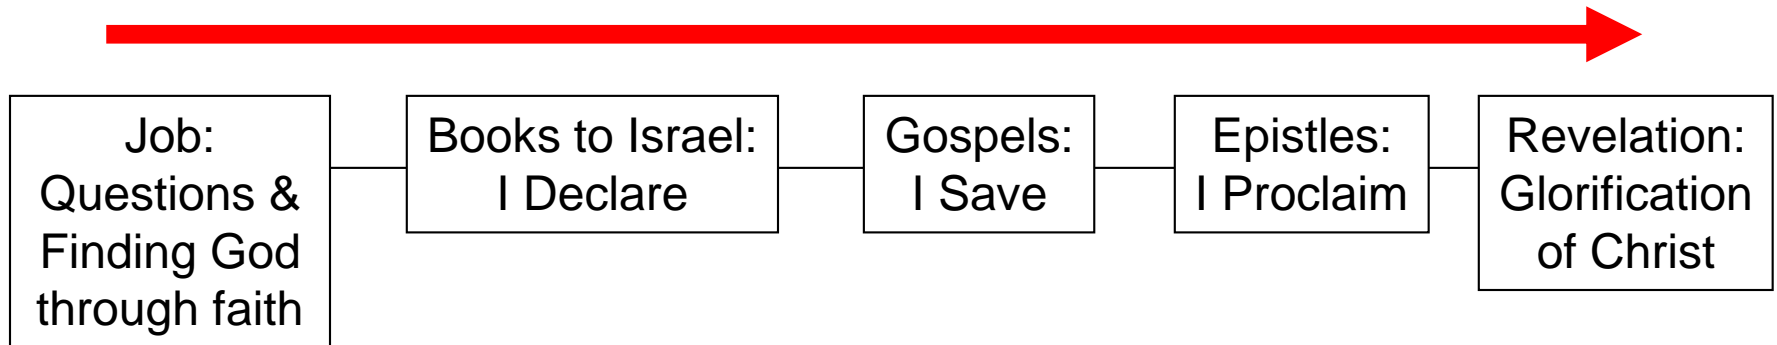 Job:
Questions &
Finding God
through faith
Books to Israel:
I Declare
Gospels:
I Save
Epistles:
I Proclaim
Revelation:
Glorification
of Christ